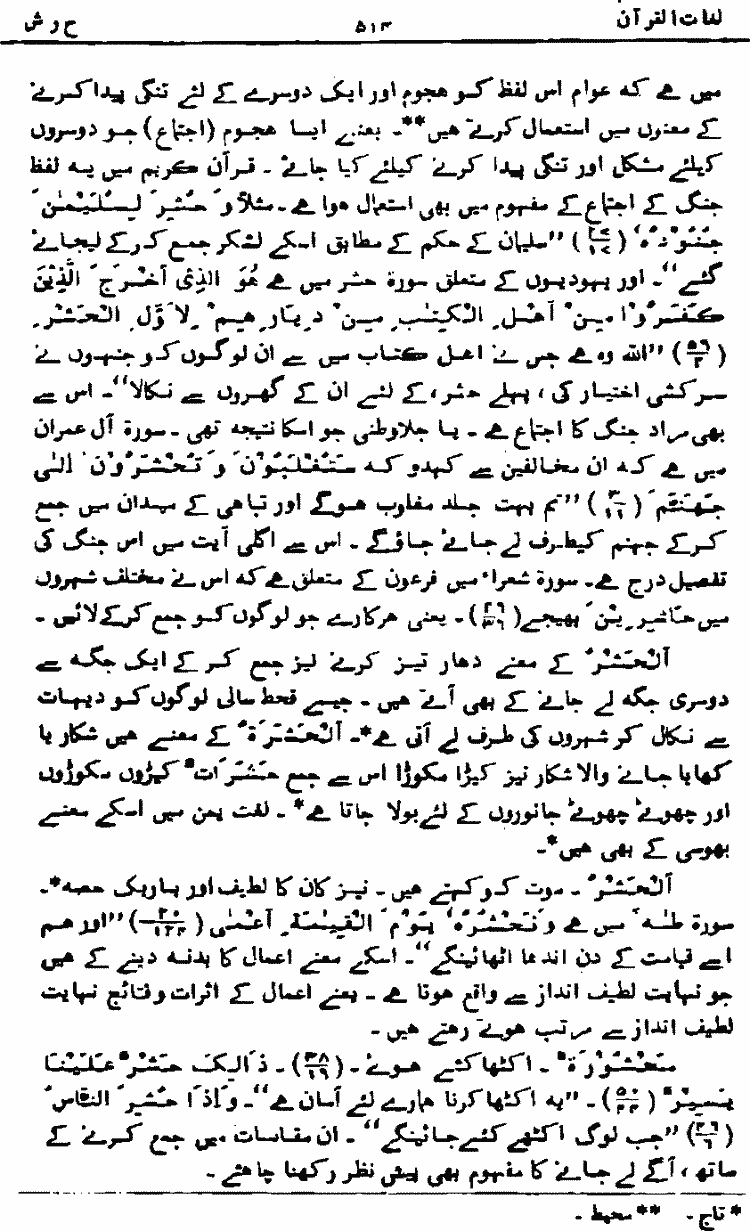 لغات القرآن ۵۱۴ ح و ش
میں ہے کہ عوام اس لفظ کو ہجوم اور ایک دوسرے کے لئے تنگی پیدا کرنے
کے معنوں میں استعمال کرتے ہیں**۔ یعنے ایسا ہجوم (اجتماع) جو دوسروں
کیلئے مشکل اور تنگی پیدا کرنے کیلئے کیا جائے۔ قرآن کریم میں یہ لفظ
جنگ کے اجتماع کے مفہوم میں بھی استعمال ہوا ہے۔ مثلاً وَ حُشِرَ لِسُلَيْمٰنَ
جُنُوْدُهٗ (۲۷/۱۷) ”سلیمان کے حکم کے مطابق اسکے لشکر جمع کرکے لیجائے
گئے“۔ اور یہودیوں کے متعلق سورۃ حشر میں ہے هُوَ الَّذِیْ اَخْرَجَ الَّذِیْنَ
كَفَرُوْا مِنْ اَهْلِ الْكِتٰبِ مِنْ دِيَارِهِمْ لِاَوَّلِ الْحَشْرِ
(۵۹/۲) ”اللہ وہ ہے جس نے اہل کتاب میں سے ان لوگوں کو جنہوں نے
سرکشی اختیار کی، پہلے حشر، کے لئے ان کے گھروں سے نکالا“۔ اس سے
بھی مراد جنگ کا اجتماع ہے۔ یا جلاوطنی جو اسکا نتیجہ تھی۔ سورۃ آل عمران
میں ہے کہ ان مخالفین سے کہدو کہ سَتُغْلَبُوْنَ وَ تُحْشَرُوْنَ اِلٰی
جَهَنَّمَ (۳/۱۱) ”تم بہت جلد مغلوب ہوگے اور تباہی کے میدان میں جمع
کرکے جہنم کیطرف لے جائے جاؤگے۔ اس سے اگلی آیت میں اس جنگ کی
تفصیل درج ہے۔ سورۃ شعراء میں فرعون کے متعلق ہے کہ اس نے مختلف شہروں
میں حَاشِرِيْنَ بھیجے (۲۶/۳۶)۔ یعنی ہرکارے جو لوگوں کو جمع کرکے لائیں۔
اَلْحَشْرُ کے معنے دھار تیز کرنے نیز جمع کر کے ایک جگہ سے
دوسری جگہ لے جانے کے بھی آتے ہیں۔ جیسے قحط سالی لوگوں کو دیہات
سے نکال کر شہروں کی طرف لے آتی ہے*۔ اَلْحَشَرَةُ کے معنے ہیں شکار یا
کھایا جانے والا شکار نیز کیڑا مکوڑا اس سے جمع حَشَرَاتٌ کیڑوں مکوڑوں
اور چھوٹے چھوٹے جانوروں کے لئے بولا جاتا ہے*۔ لغت یمن میں اسکے معنے
بھوسی کے بھی ہیں*۔
اَلْحَشْرُ۔ موت کو کہتے ہیں۔ نیز کان کا لطیف اور باریک حصہ*۔
سورۃ طٰہٰ میں ہے وَ نَحْشُرُهٗ يَوْمَ الْقِيٰمَةِ اَعْمٰی (۲۰/۱۲۴) ”اور ہم
اسے قیامت کے دن اندھا اٹھائینگے“۔ اسکے معنی اعمال کا بدلہ دینے کے ہیں
جو نہایت لطیف انداز سے واقع ہوتا ہے۔ یعنے اعمال کے اثرات و نتائج نہایت
لطیف انداز سے مرتب ہوتے رہتے ہیں۔
مَحْشُوْرَةٌ۔ اکٹھا کئے ہوئے۔ (۳۸/۱۹)۔ ذَالِكَ حَشْرٌ عَلَيْنَا
يَسِيْرٌ (۵۰/۴۴)۔ ”یہ اکٹھا کرنا ہمارے لئے آسان ہے“۔ وَ اِذَا حُشِرَ النَّاسُ
(۴۶/۶) ”جب لوگ اکٹھے کئے جائینگے“۔ ان مقامات میں جمع کرنے کے
ساتھ، آگے لے جانے کا مفہوم بھی پیش نظر رکھنا چاہئے۔
* تاج۔ ** محیط۔